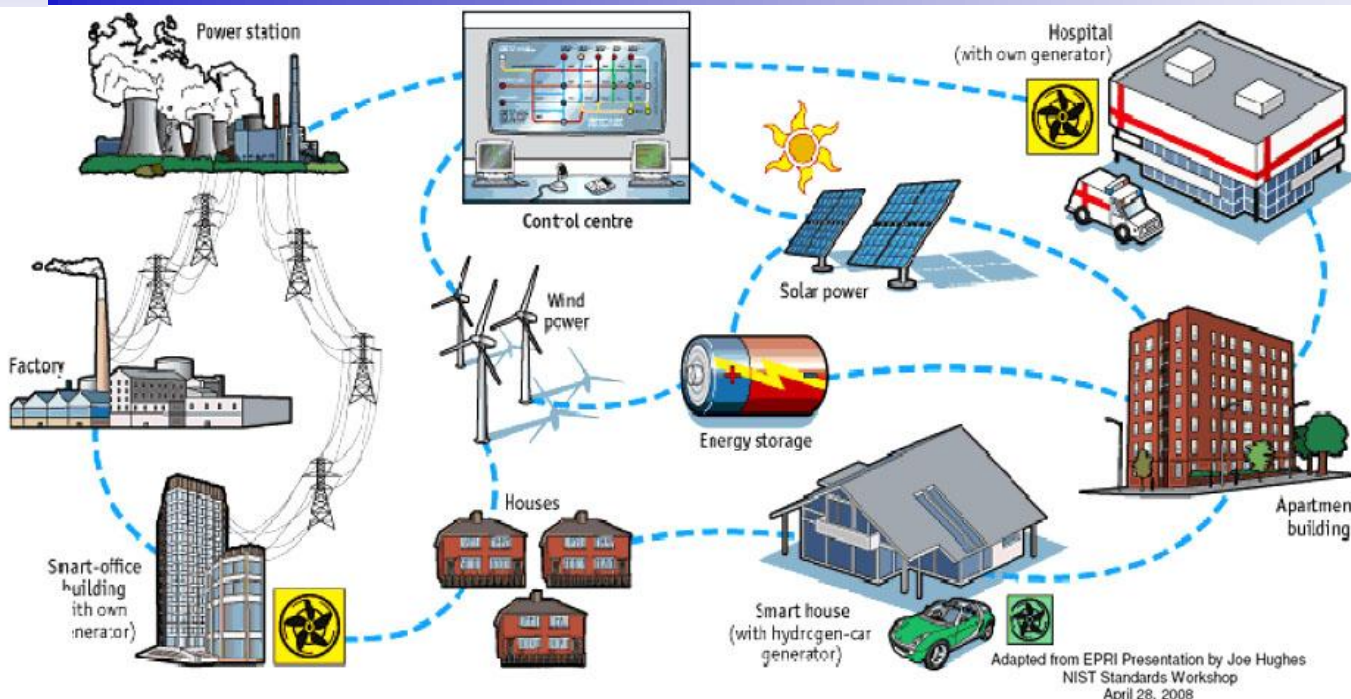 Power station
Control centre
Hospital
(with own generator)
Solar power
Wind
power
Factory
Energy storage
Houses
Apartmen
building
Smart-office
building
with own
generator)
Smart house
(with hydrogen-car
generator)
Adapted from EPRI Presentation by Joe Hughes
NIST Standards Workshop
April 28, 2008